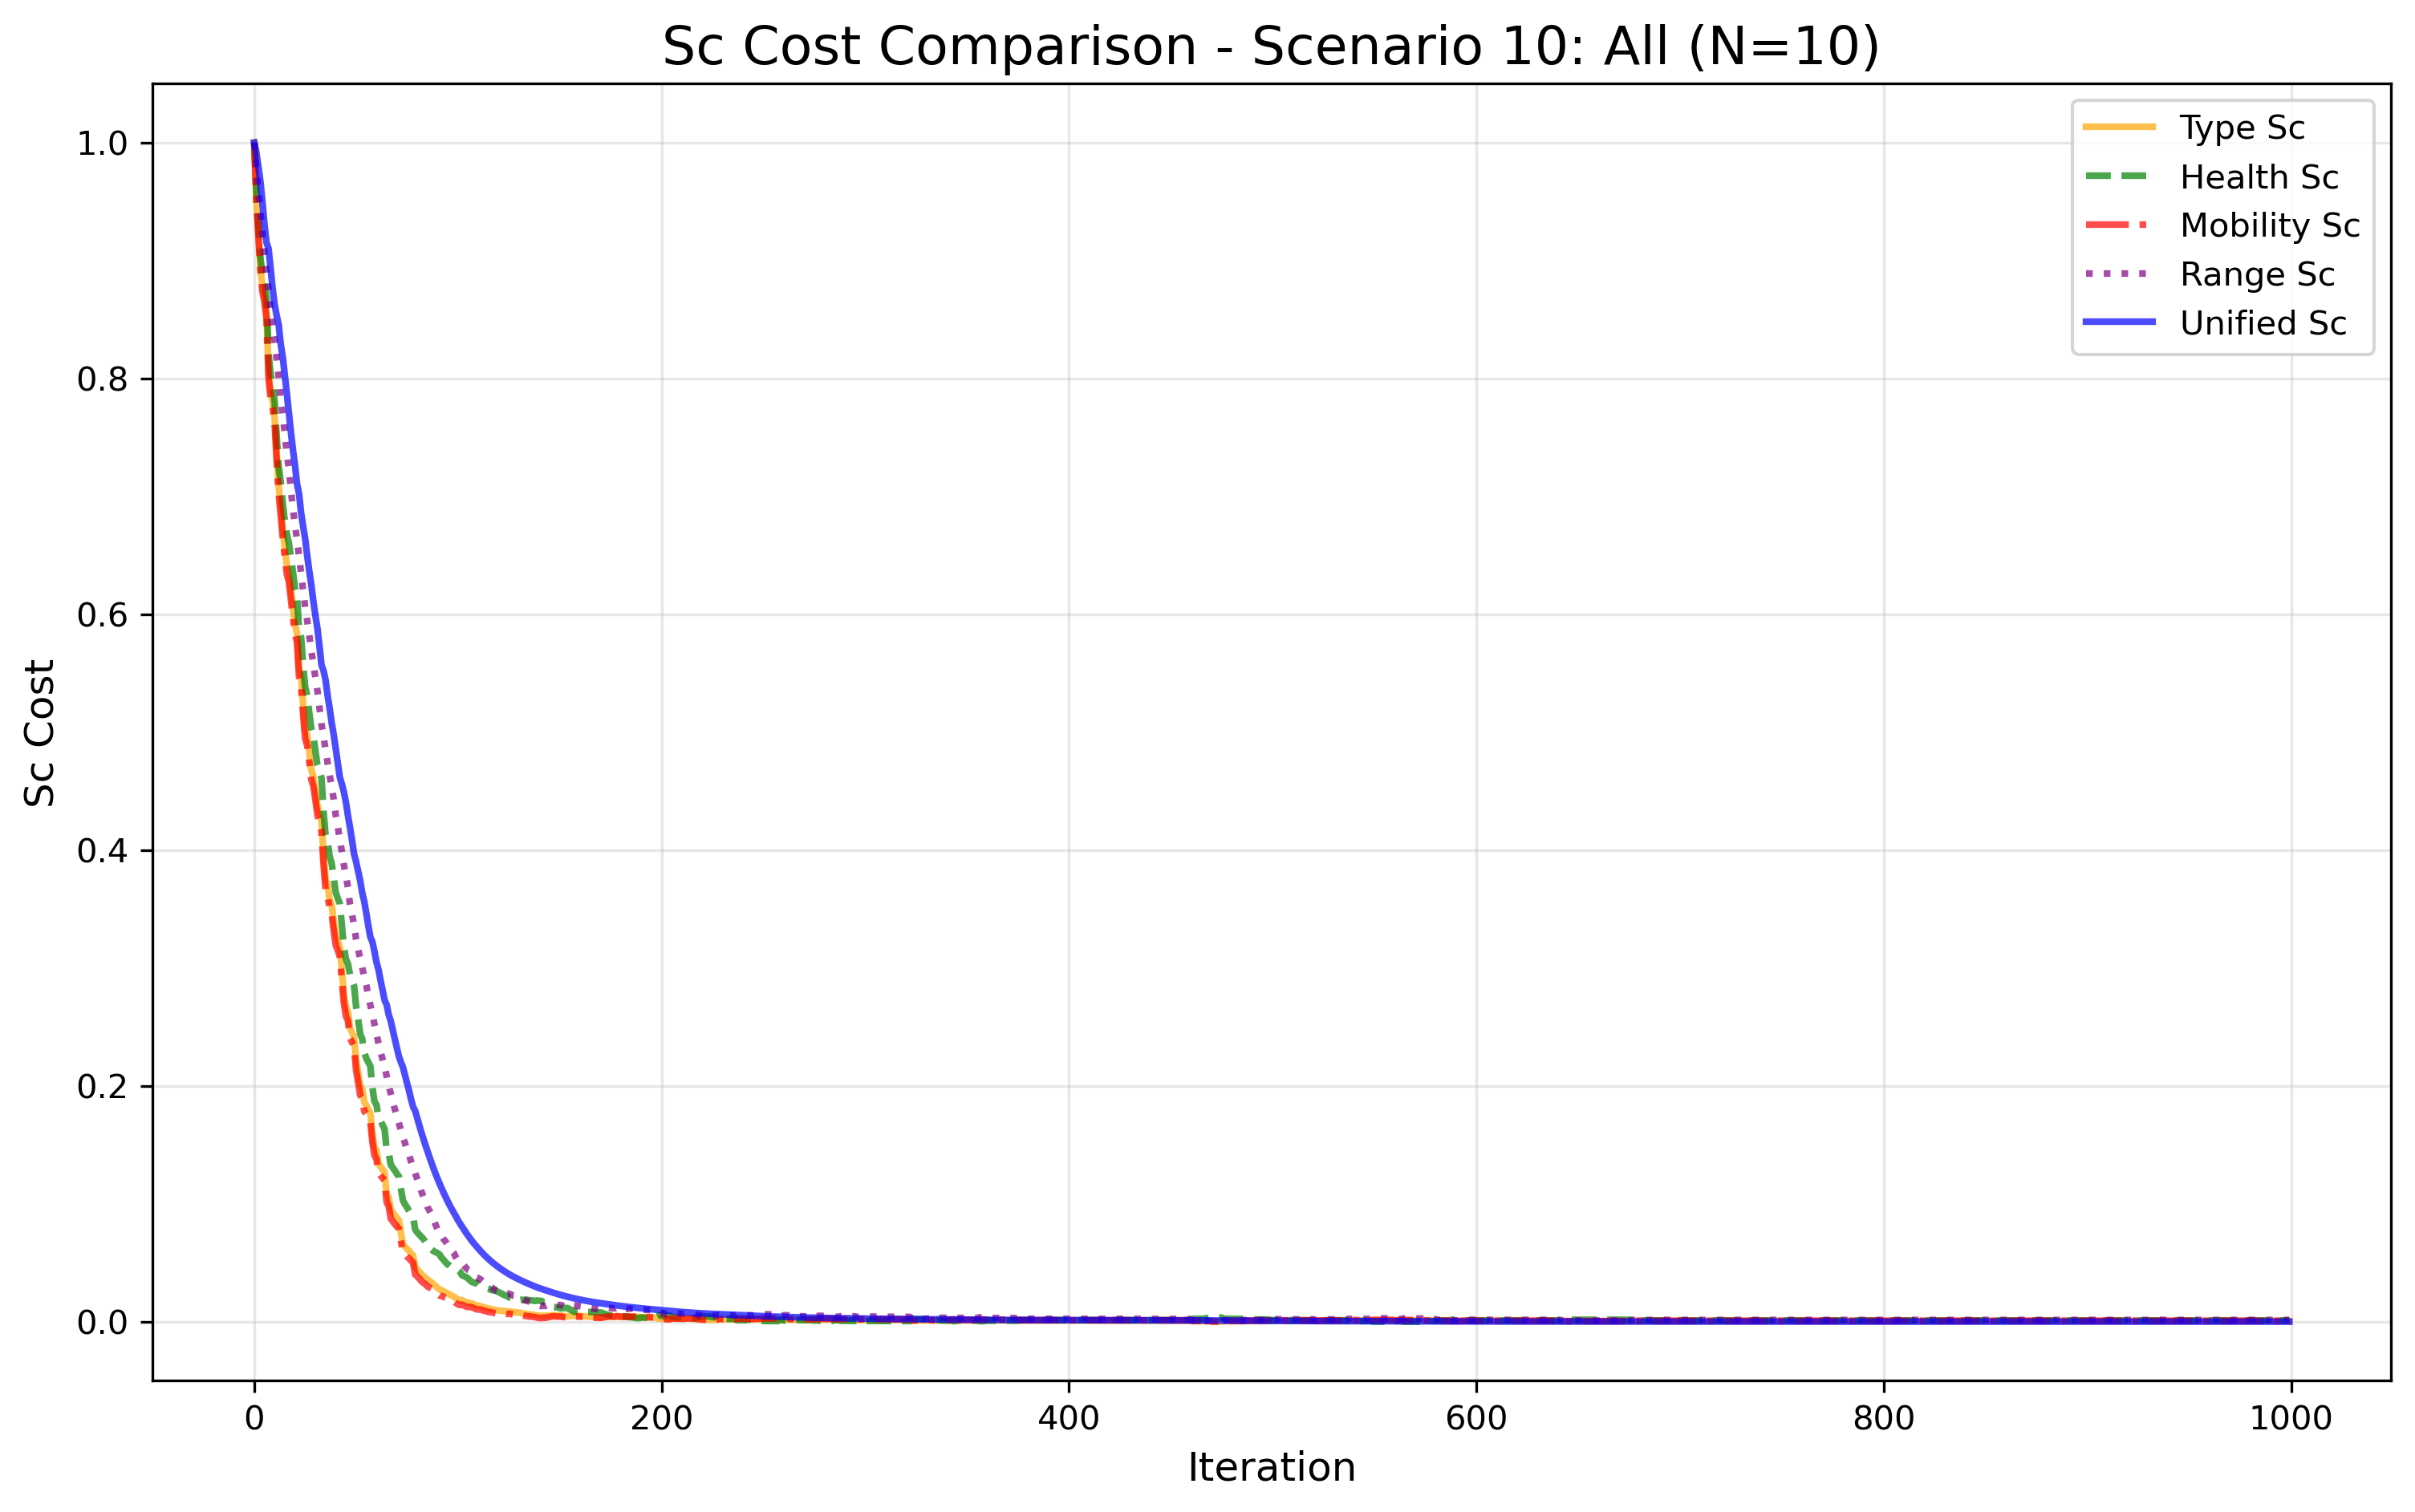 Sc Cost Comparison - Scenario 10: All (N=10)
Type Sc
Health Sc
Mobility Sc
Range Sc
Unified Sc
1.0
0.8
0.6
0.4
0.2
0.0
Sc Cost
0 200 400 600 800 1000
Iteration